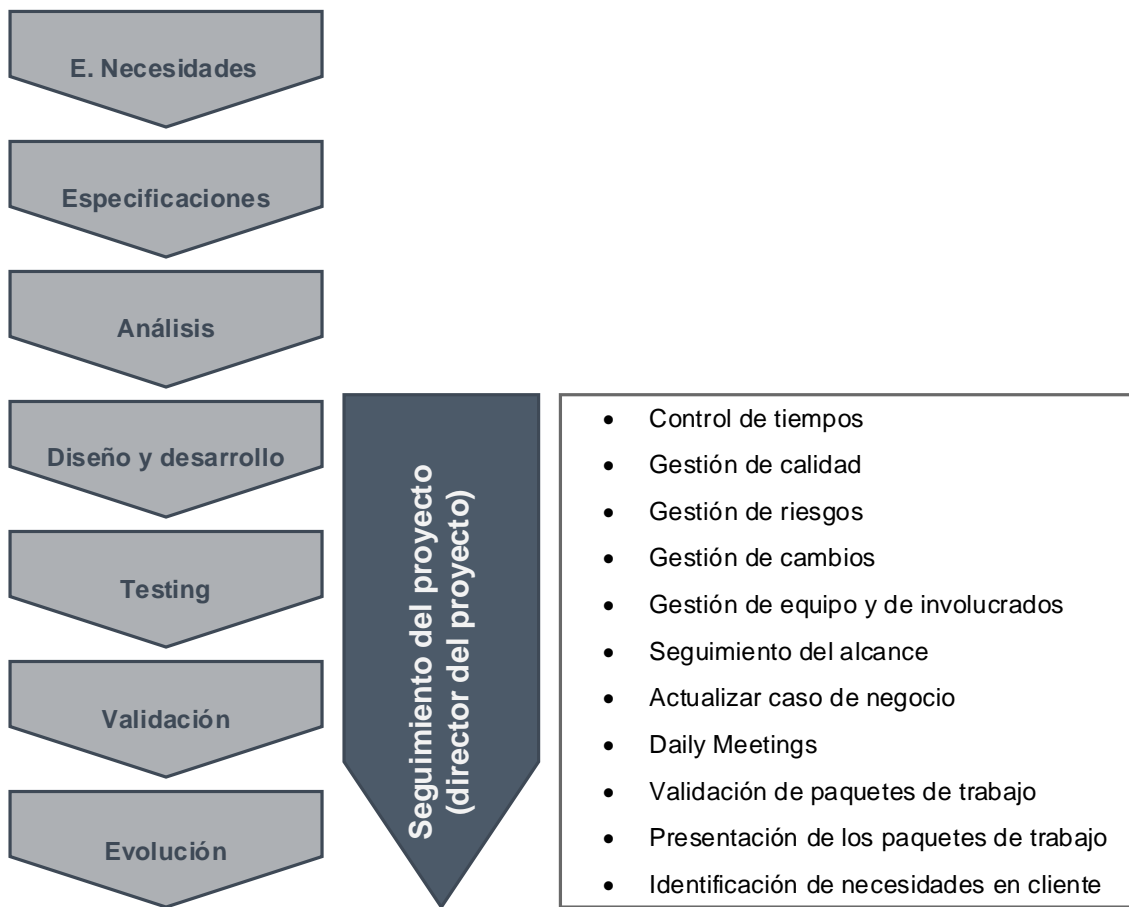 E. Necesidades
Especificaciones
Análisis
Diseño y desarrollo
Testing
Validación
Evolución
Seguimiento del proyecto
(director del proyecto)
• Control de tiempos
• Gestión de calidad
• Gestión de riesgos
• Gestión de cambios
• Gestión de equipo y de involucrados
• Seguimiento del alcance
• Actualizar caso de negocio
• Daily Meetings
• Validación de paquetes de trabajo
• Presentación de los paquetes de trabajo
• Identificación de necesidades en cliente